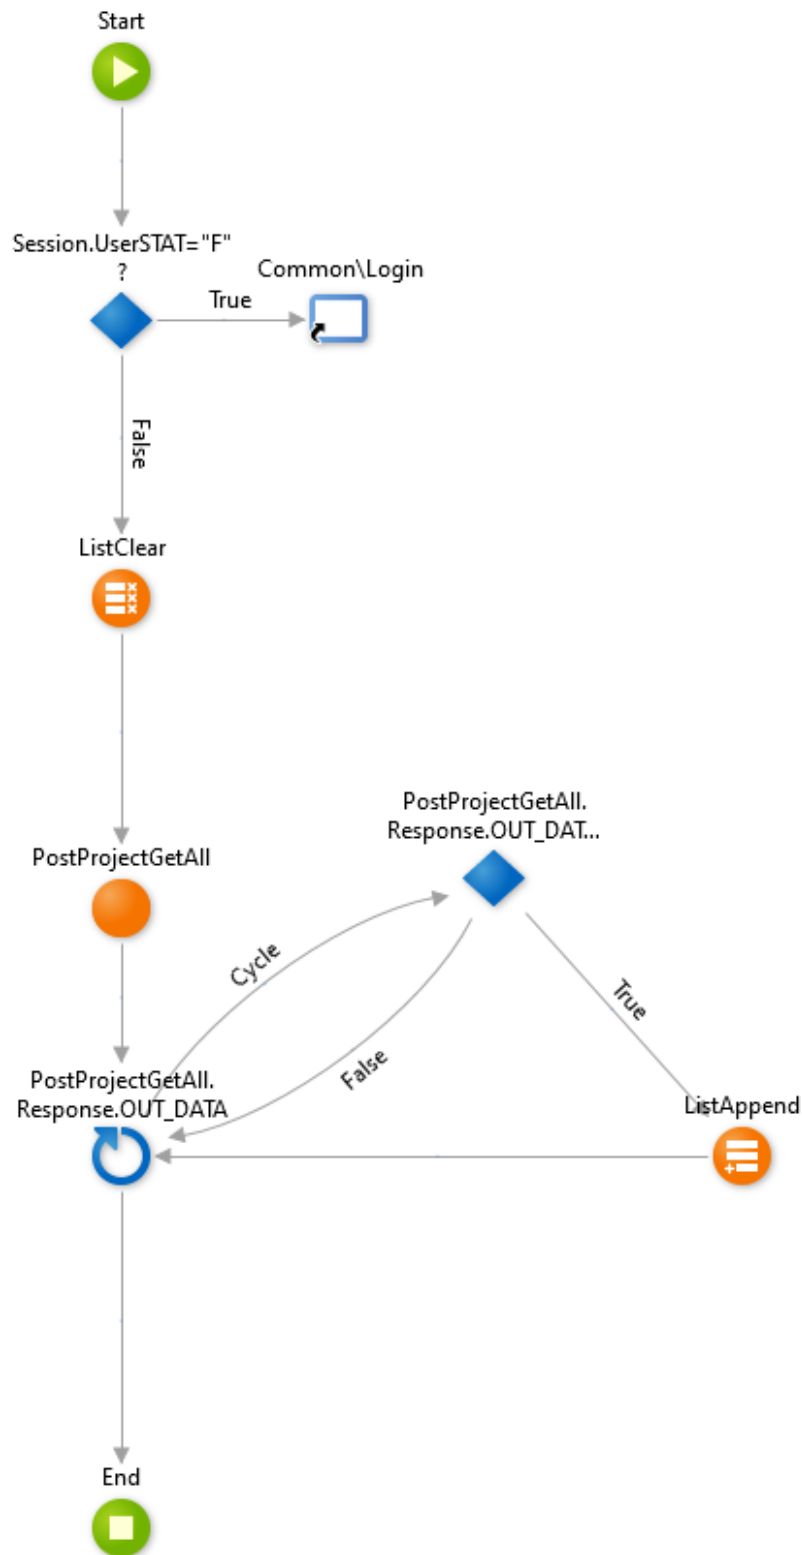 Start
Session.UserSTAT="F"
?
Common\Login
True
False
ListClear
PostProjectGetAll
PostProjectGetAll.
Response.OUT_DAT...
Cycle
True
False
PostProjectGetAll.
Response.OUT_DATA
ListAppend
End